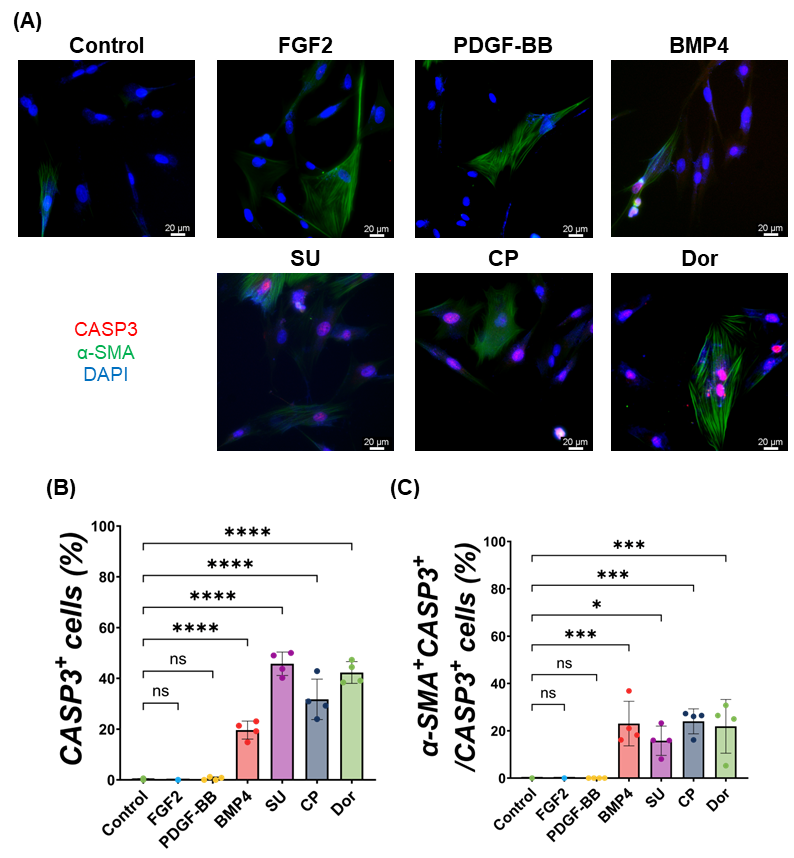 (A)
Control
FGF2
PDGF-BB
BMP4
20 μm
20 μm
20 μm
20 μm
SU
CP
Dor
CASP3
α-SMA
DAPI
20 μm
20 μm
20 μm
(B)
CASP3+ cells (%)
100
80
60
40
20
0
****
****
****
****
ns
ns
Control
FGF2
PDGF-BB
BMP4
SU
CP
Dor
(C)
α-SMA+CASP3+
/CASP3+ cells (%)
100
80
60
40
20
0
***
***
*
***
ns
ns
Control
FGF2
PDGF-BB
BMP4
SU
CP
Dor